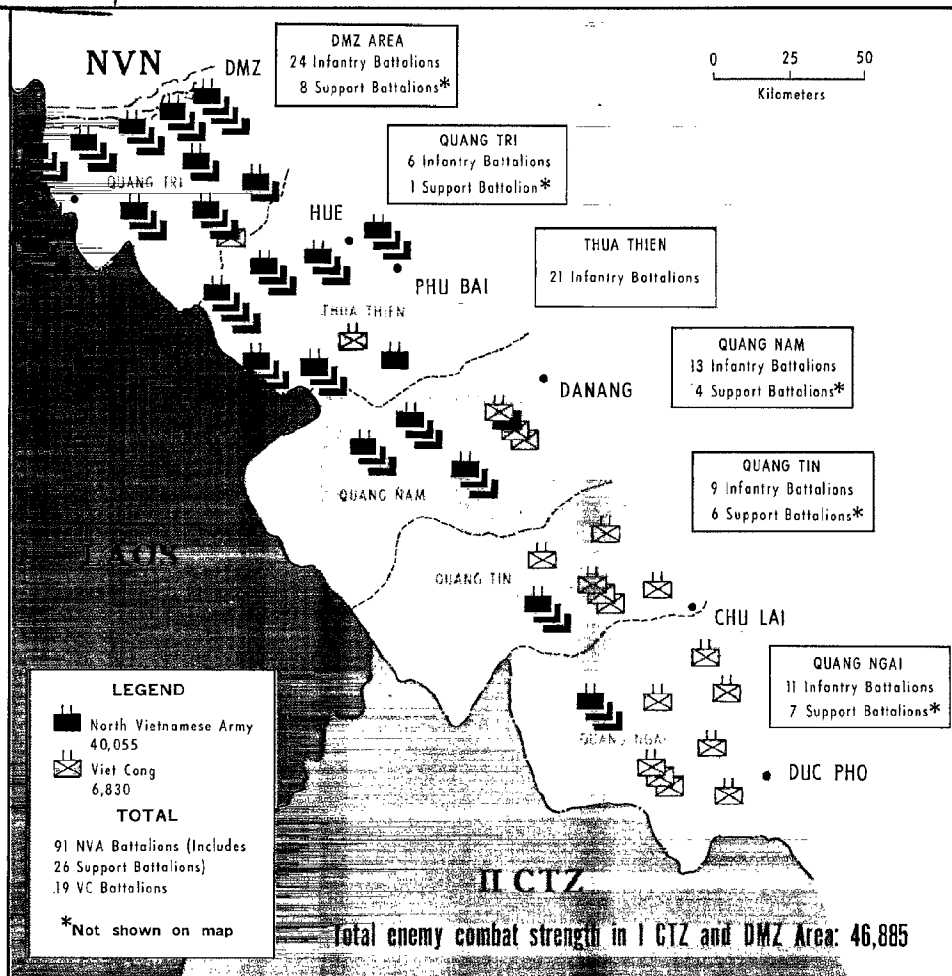 NVN
DMZ
DMZ AREA
24 Infantry Battalions
8 Support Battalions*
0 25 50
Kilometers
QUANG TRI
6 Infantry Battalions
1 Support Battalion*
QUANG TRI
HUE
PHU BAI
THUA THIEN
21 Infantry Battalions
THUA THIEN
QUANG NAM
13 Infantry Battalions
4 Support Battalions*
DANANG
QUANG NAM
QUANG TIN
9 Infantry Battalions
6 Support Battalions*
LAOS
QUANG TIN
CHU LAI
QUANG NGAI
11 Infantry Battalions
7 Support Battalions*
QUANG NGAI
DUC PHO
LEGEND
North Vietnamese Army
40,055
Viet Cong
6,830
TOTAL
91 NVA Battalions (Includes
26 Support Battalions)
19 VC Battalions
*Not shown on map
II CTZ
Total enemy combat strength in I CTZ and DMZ Area: 46,885